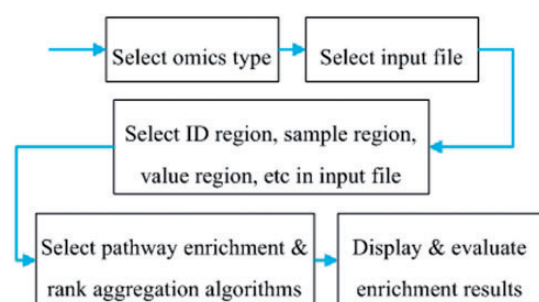 Select omics type
Select input file
Select ID region, sample region,
value region, etc in input file
Select pathway enrichment &
rank aggregation algorithms
Display & evaluate
enrichment results